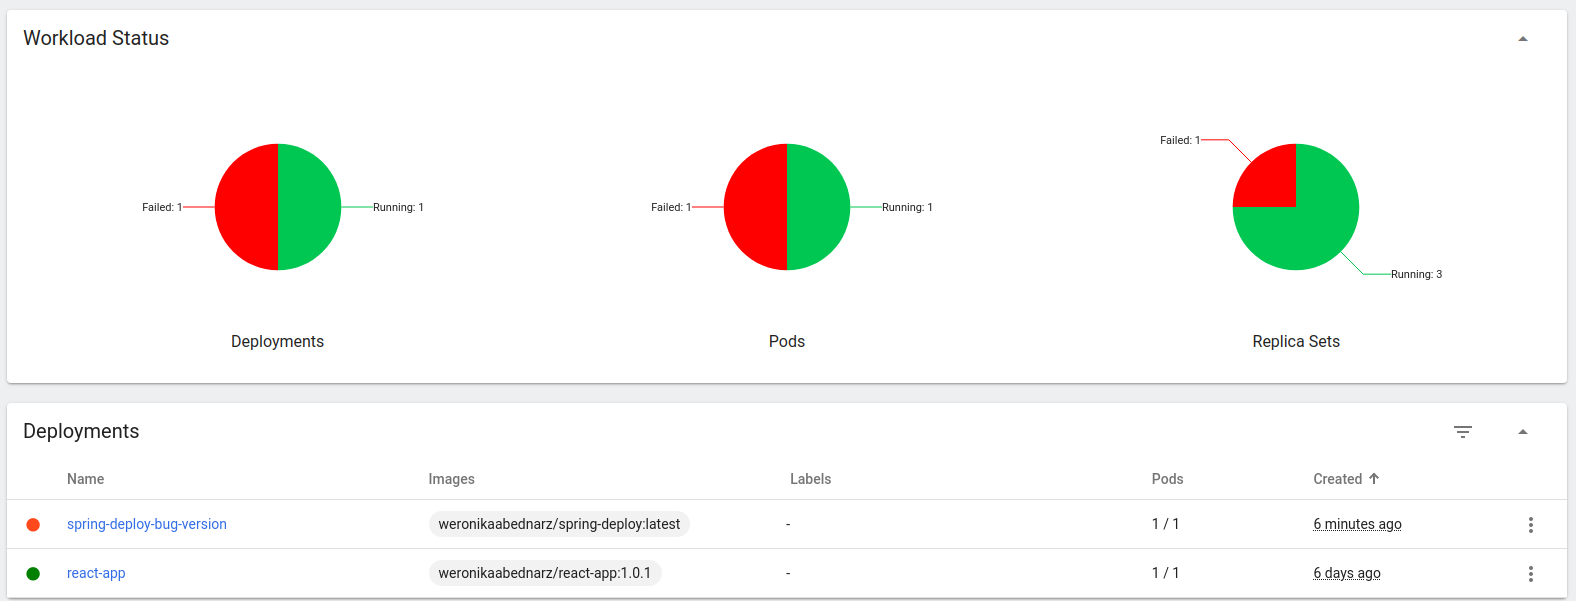 Workload Status
Failed: 1
Running: 1
Deployments
Failed: 1
Running: 1
Pods
Failed: 1
Running: 3
Replica Sets
Deployments
Name Images Labels Pods Created
spring-deploy-bug-version weronikaabednarz/spring-deploy:latest - 1 / 1 6 minutes ago
react-app weronikaabednarz/react-app:1.0.1 - 1 / 1 6 days ago